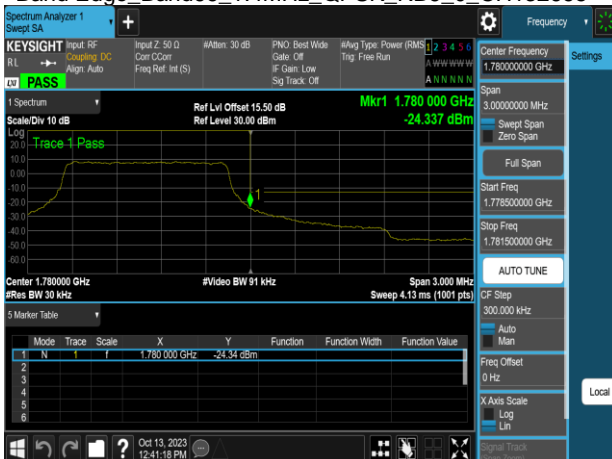 Spectrum Analyzer 1
Swept SA
+
Frequency
KEYSIGHT
RL
Input: RF
Coupling: DC
Align: Auto
Input Z: 50 Ω
Corr CCorr
Freq Ref: Int (S)
#Atten: 30 dB
PNO: Best Wide
Gate: Off
IF Gain: Low
Sig Track: Off
#Avg Type: Power (RMS
Trig: Free Run
1 2 3 4 5 6
A W W W W W
A N N N N N
PASS
1 Spectrum
Scale/Div 10 dB
Ref Lvl Offset 15.50 dB
Ref Level 30.00 dBm
Mkr1 1.780 000 GHz
-24.337 dBm
Log
Trace 1 Pass
20.0
10.0
0.00
-10.0
-20.0
-30.0
-40.0
-50.0
-60.0
1
Center 1.780000 GHz
#Res BW 30 kHz
#Video BW 91 kHz
Span 3.000 MHz
Sweep 4.13 ms (1001 pts)
5 Marker Table
Mode Trace Scale X Y Function Function Width Function Value
1 N 1 f 1.780 000 GHz -24.34 dBm
2
3
4
5
6
Center Frequency
1.780000000 GHz
Settings
Span
3.00000000 MHz
Swept Span
Zero Span
Full Span
Start Freq
1.778500000 GHz
Stop Freq
1.781500000 GHz
AUTO TUNE
CF Step
300.000 kHz
Auto
Man
Freq Offset
0 Hz
X Axis Scale
Log
Lin
Signal Track
Local
?
Oct 13, 2023
12:41:18 PM